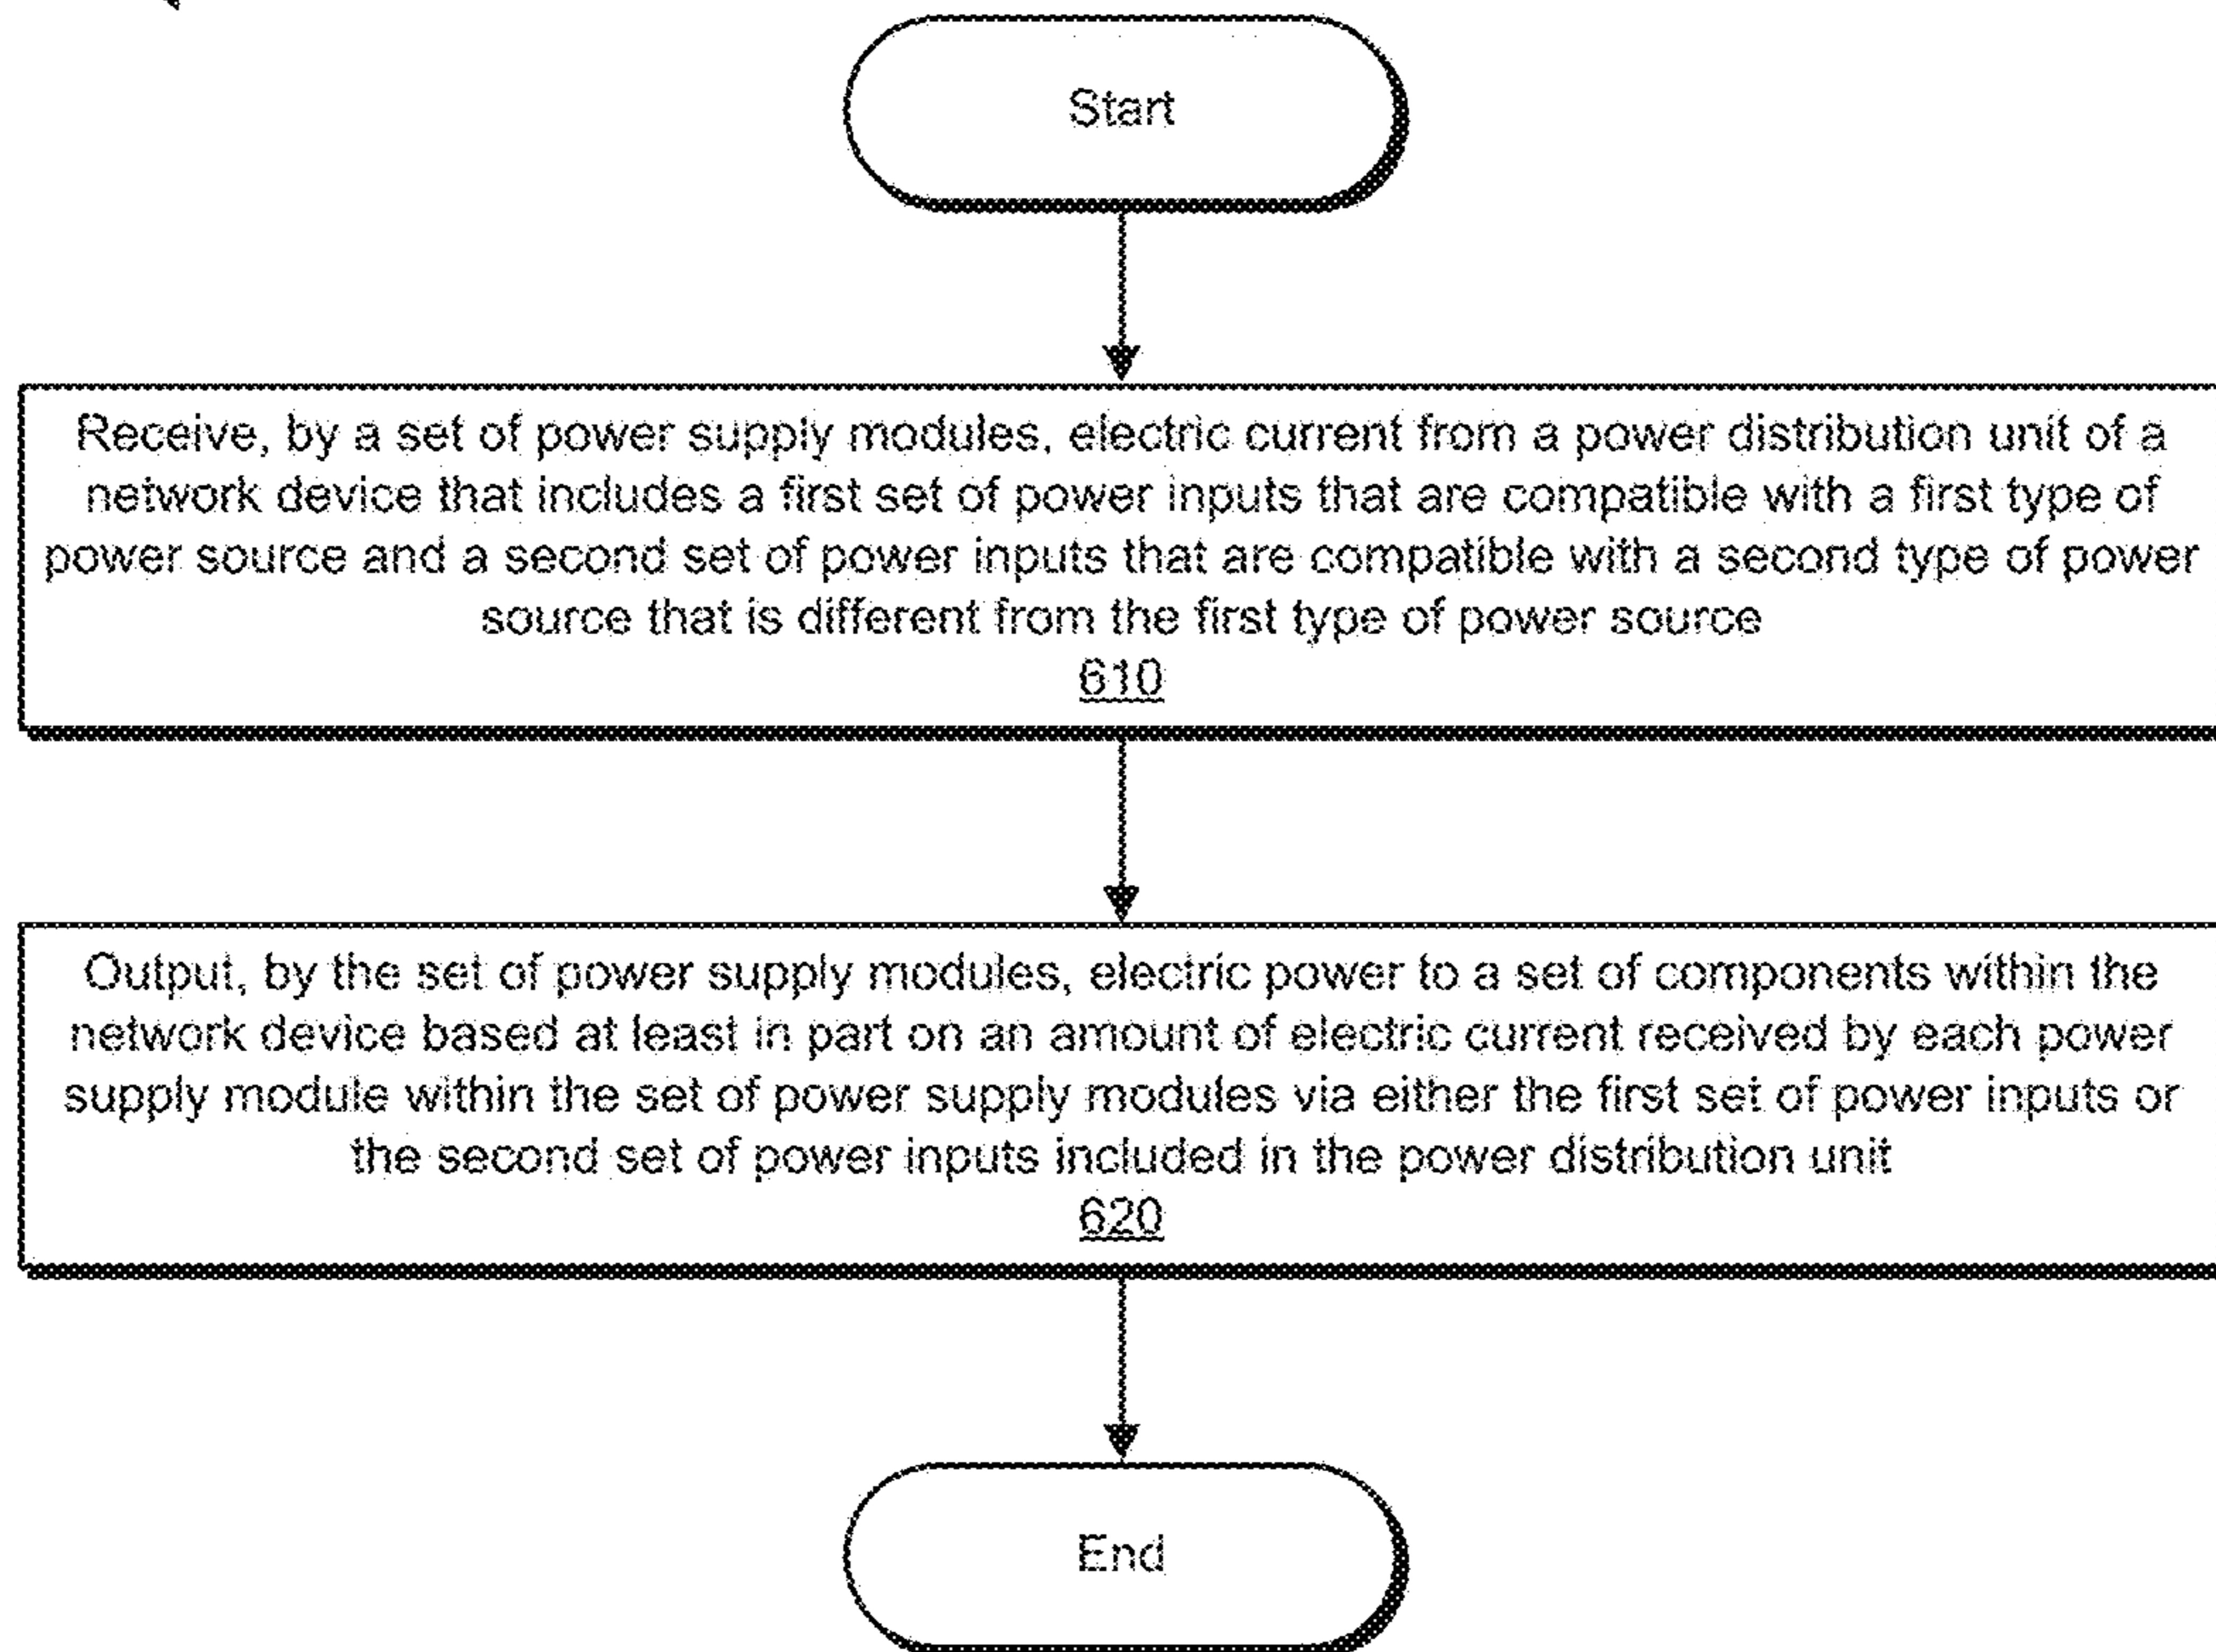 Start
Receive, by a set of power supply modules, electric current from a power distribution unit of a
network device that includes a first set of power inputs that are compatible with a first type of
power source and a second set of power inputs that are compatible with a second type of power
source that is different from the first type of power source
610
Output, by the set of power supply modules, electric power to a set of components within the
network device based at least in part on an amount of electric current received by each power
supply module within the set of power supply modules via either the first set of power inputs or
the second set of power inputs included in the power distribution unit
620
End